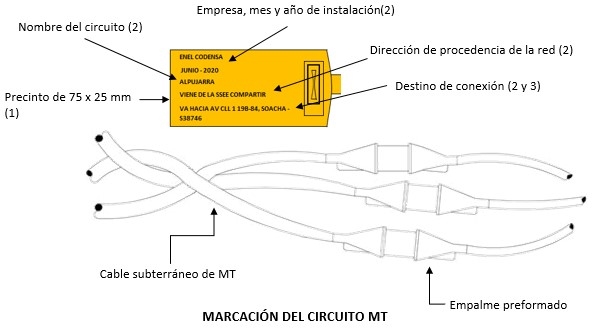 Empresa, mes y año de instalación(2)
Nombre del circuito (2)
ENEL CODENSA
JUNIO - 2020
ALPUJARRA
VIENE DE LA SSEE COMPARTIR
VA HACIA AV CLL 1 19B-84, SOACHA -
S38746
Dirección de procedencia de la red (2)
Destino de conexión (2 y 3)
Precinto de 75 x 25 mm
(1)
Cable subterráneo de MT
Empalme preformado
MARCACIÓN DEL CIRCUITO MT